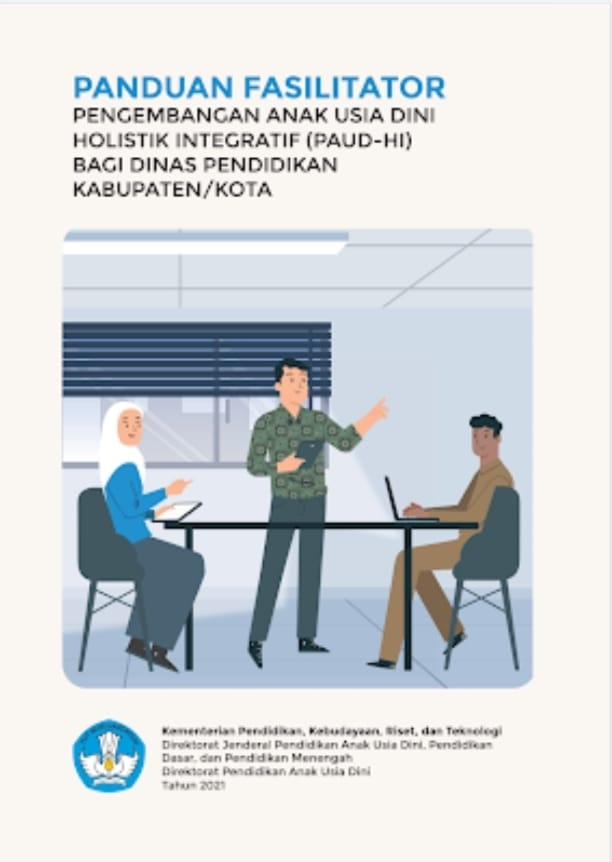 PANDUAN FASILITATOR
PENGEMBANGAN ANAK USIA DINI
HOLISTIK INTEGRATIF (PAUD-HI)
BAGI DINAS PENDIDIKAN
KABUPATEN/KOTA
Kementerian Pendidikan, Kebudayaan, Riset, dan Teknologi
Direktorat Jenderal Pendidikan Anak Usia Dini, Pendidikan
Dasar, dan Pendidikan Menengah
Direktorat Pendidikan Anak Usia Dini
Tahun 2021